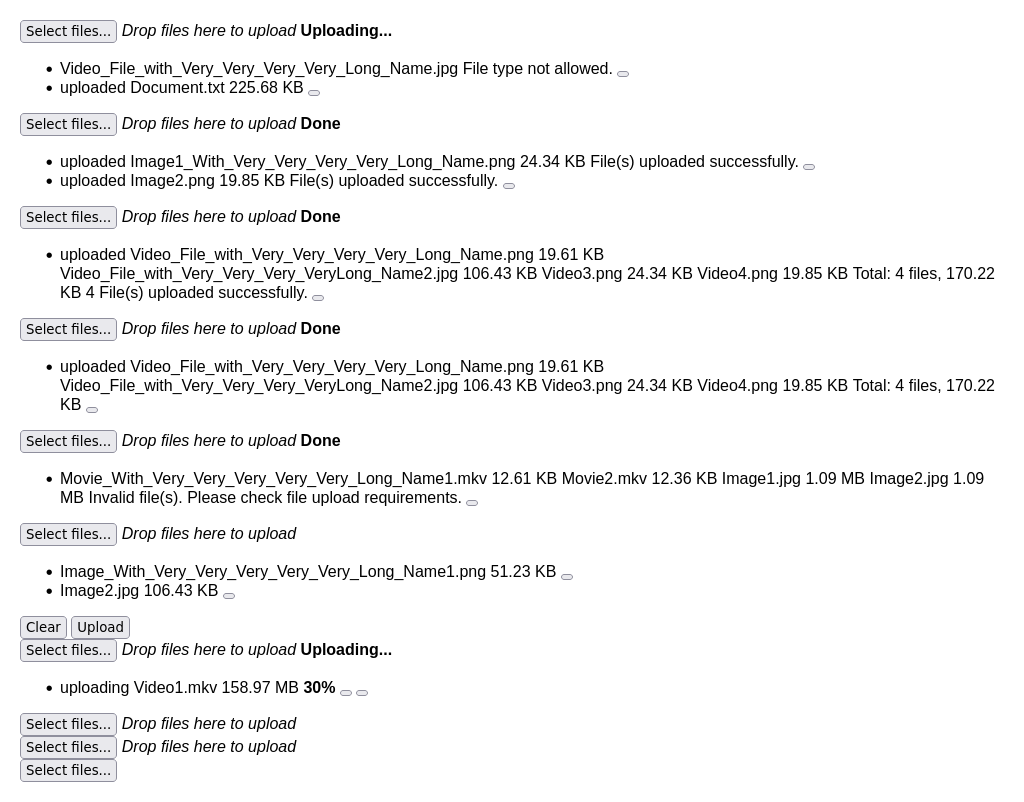 Select files... Drop files here to upload Uploading...
Video_File_with_Very_Very_Very_Very_Long_Name.jpg File type not allowed.
uploaded Document.txt 225.68 KB
Select files... Drop files here to upload Done
uploaded Image1_With_Very_Very_Very_Very_Long_Name.png 24.34 KB File(s) uploaded successfully.
uploaded Image2.png 19.85 KB File(s) uploaded successfully.
Select files... Drop files here to upload Done
uploaded Video_File_with_Very_Very_Very_Very_Long_Name.png 19.61 KB
Video_File_with_Very_Very_Very_VeryLong_Name2.jpg 106.43 KB Video3.png 24.34 KB Video4.png 19.85 KB Total: 4 files, 170.22
KB 4 File(s) uploaded successfully.
Select files... Drop files here to upload Done
uploaded Video_File_with_Very_Very_Very_Very_Long_Name.png 19.61 KB
Video_File_with_Very_Very_Very_VeryLong_Name2.jpg 106.43 KB Video3.png 24.34 KB Video4.png 19.85 KB Total: 4 files, 170.22
KB
Select files... Drop files here to upload Done
Movie_With_Very_Very_Very_Very_Very_Long_Name1.mkv 12.61 KB Movie2.mkv 12.36 KB Image1.jpg 1.09 MB Image2.jpg 1.09
MB Invalid file(s). Please check file upload requirements.
Select files... Drop files here to upload
Image_With_Very_Very_Very_Very_Very_Long_Name1.png 51.23 KB
Image2.jpg 106.43 KB
Clear Upload
Select files... Drop files here to upload Uploading...
uploading Video1.mkv 158.97 MB 30%
Select files... Drop files here to upload
Select files... Drop files here to upload
Select files...